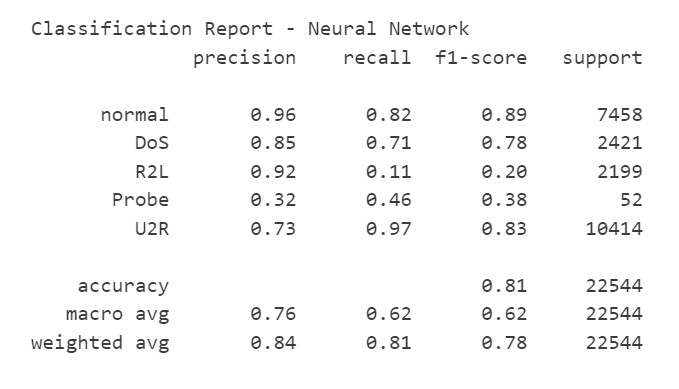 Classification Report - Neural Network
precision recall f1-score support
normal 0.96 0.82 0.89 7458
DoS 0.85 0.71 0.78 2421
R2L 0.92 0.11 0.20 2199
Probe 0.32 0.46 0.38 52
U2R 0.73 0.97 0.83 10414
accuracy 0.81 22544
macro avg 0.76 0.62 0.62 22544
weighted avg 0.84 0.81 0.78 22544